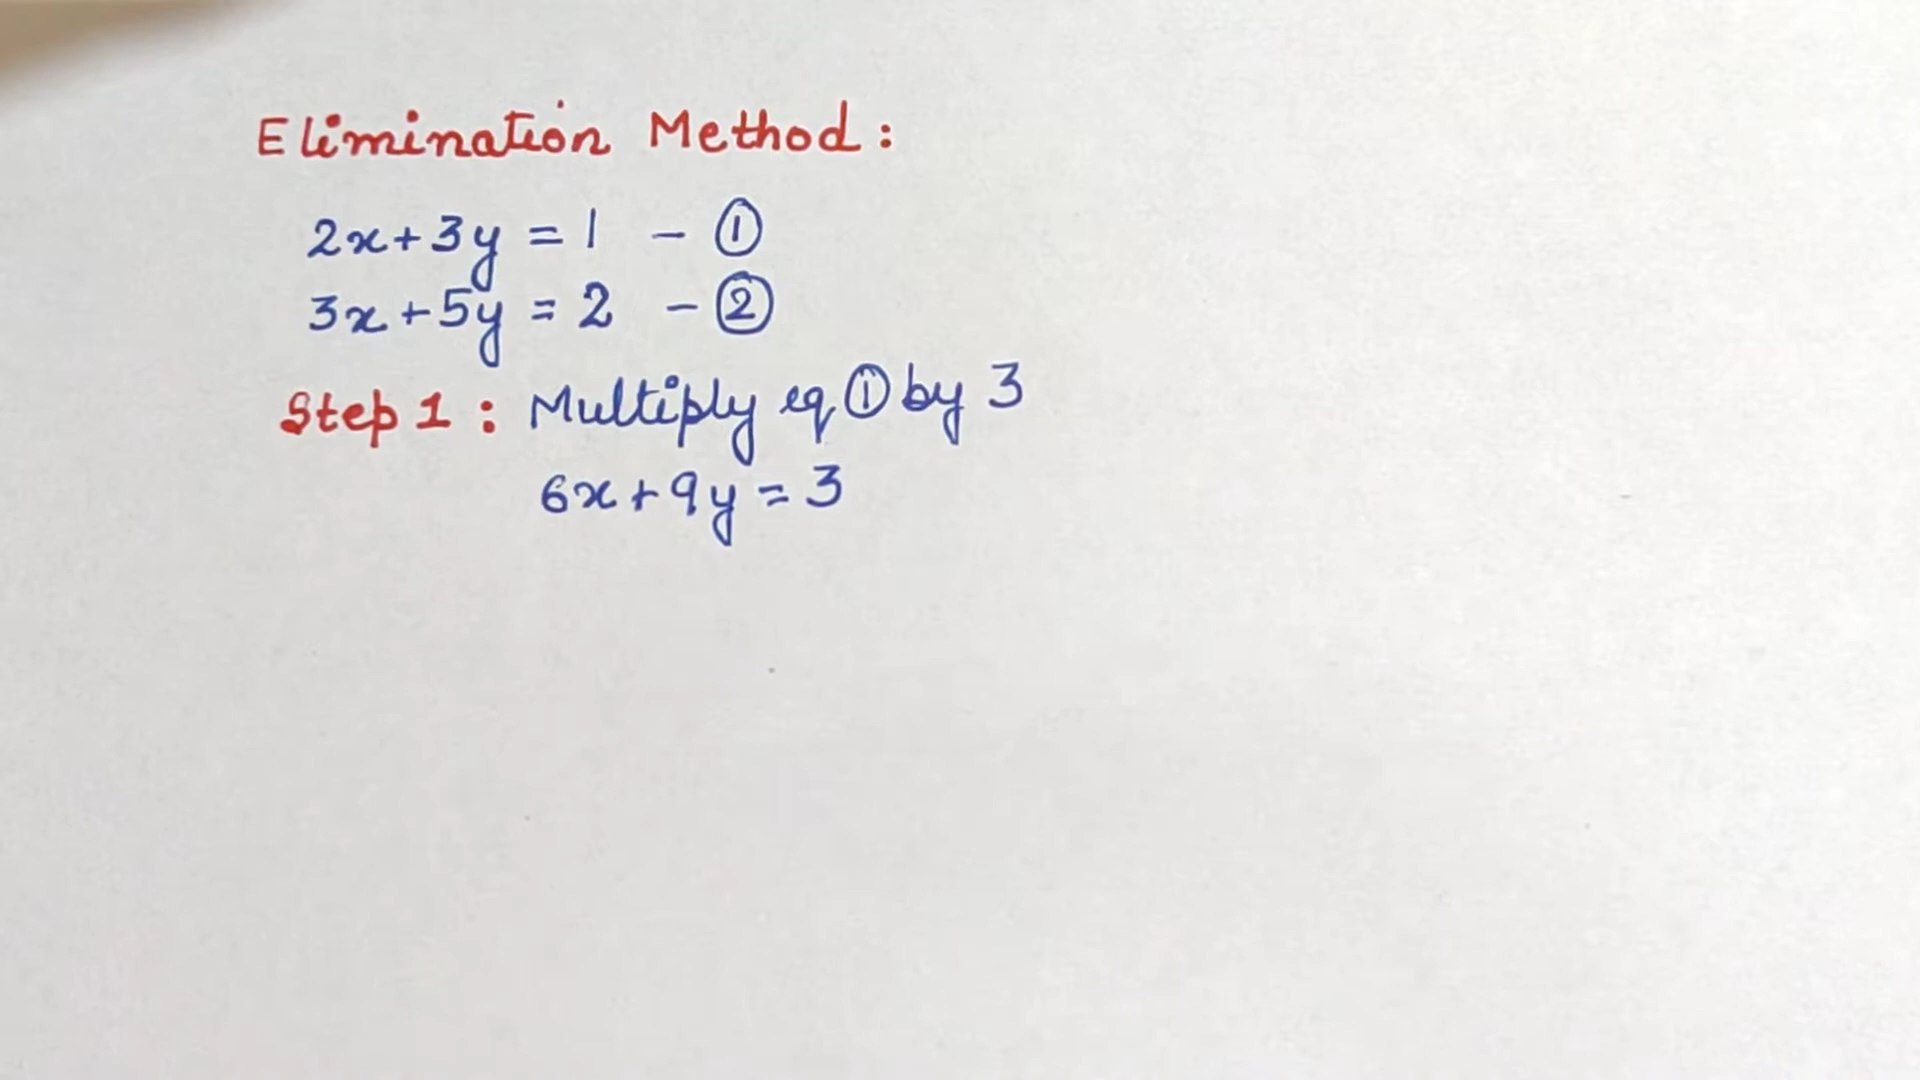 Elimination Method:
2x+3y = 1 - ①
3x+5y = 2 - ②
Step 1: Multiply eq ① by 3
6x+9y = 3